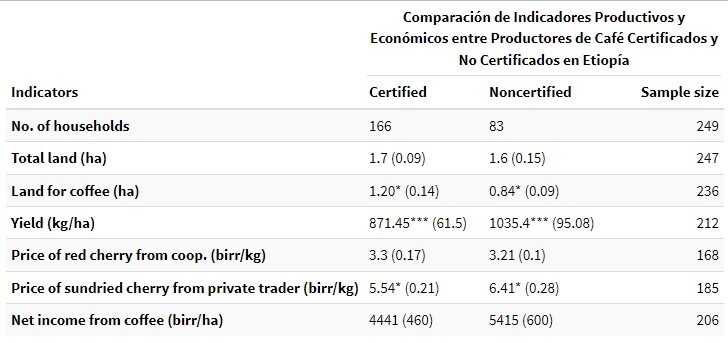 Comparación de Indicadores Productivos y
Económicos entre Productores de Café Certificados y
No Certificados en Etiopía
Indicators Certified Noncertified Sample size
No. of households 166 83 249
Total land (ha) 1.7 (0.09) 1.6 (0.15) 247
Land for coffee (ha) 1.20* (0.14) 0.84* (0.09) 236
Yield (kg/ha) 871.45*** (61.5) 1035.4*** (95.08) 212
Price of red cherry from coop. (birr/kg) 3.3 (0.17) 3.21 (0.1) 168
Price of sundried cherry from private trader (birr/kg) 5.54* (0.21) 6.41* (0.28) 185
Net income from coffee (birr/ha) 4441 (460) 5415 (600) 206